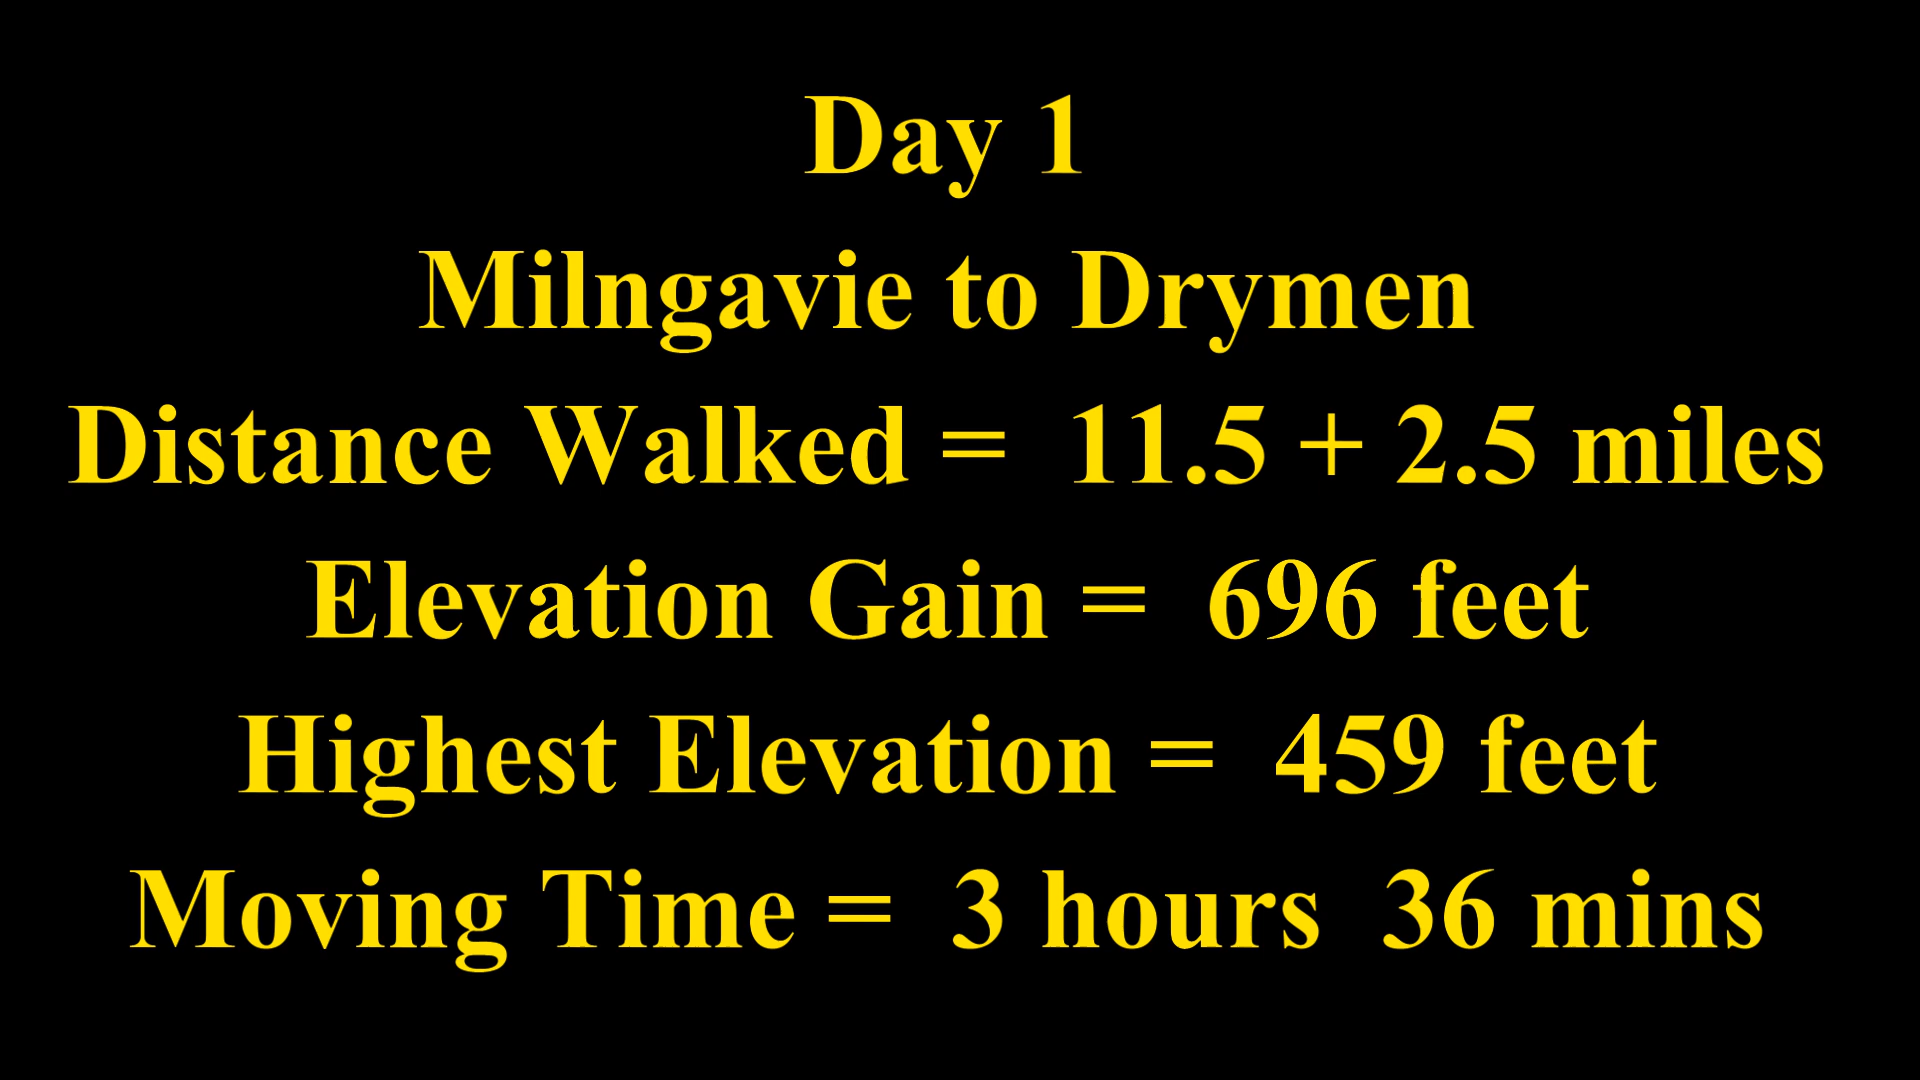 Day 1
Milngavie to Drymen
Distance Walked = 11.5 + 2.5 miles
Elevation Gain = 696 feet
Highest Elevation = 459 feet
Moving Time = 3 hours 36 mins